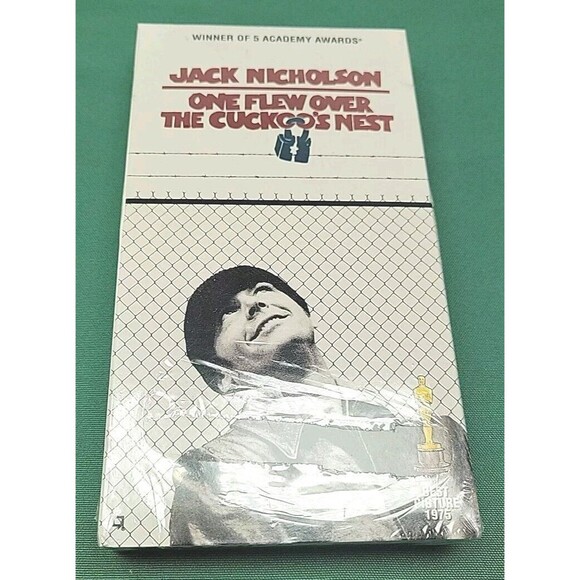 WINNER OF 5 ACADEMY AWARDS®
JACK NICHOLSON
ONE FLEW OVER
THE CUCKOO'S NEST
BEST
PICTURE
1975